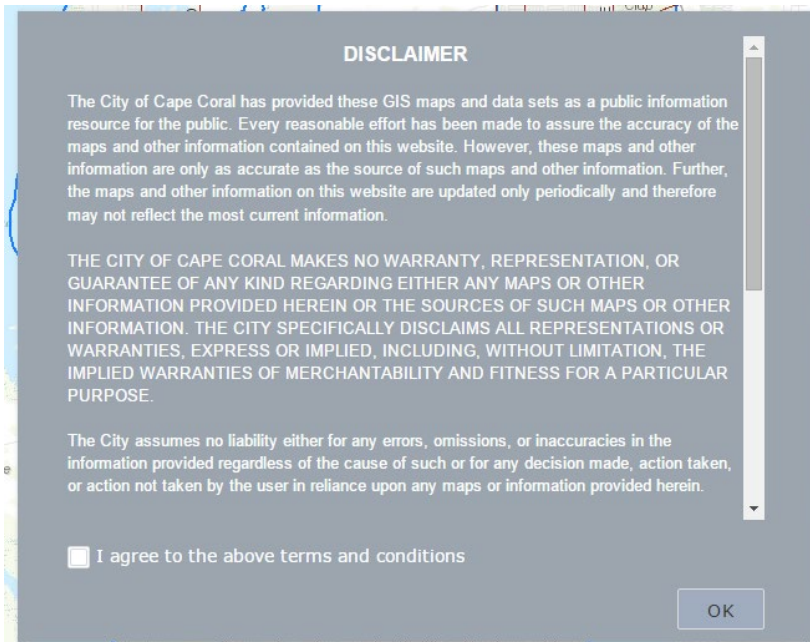 DISCLAIMER
The City of Cape Coral has provided these GIS maps and data sets as a public information
resource for the public. Every reasonable effort has been made to assure the accuracy of the
maps and other information contained on this website. However, these maps and other
information are only as accurate as the source of such maps and other information. Further,
the maps and other information on this website are updated only periodically and therefore
may not reflect the most current information.
THE CITY OF CAPE CORAL MAKES NO WARRANTY, REPRESENTATION, OR
GUARANTEE OF ANY KIND REGARDING EITHER ANY MAPS OR OTHER
INFORMATION PROVIDED HEREIN OR THE SOURCES OF SUCH MAPS OR OTHER
INFORMATION. THE CITY SPECIFICALLY DISCLAIMS ALL REPRESENTATIONS OR
WARRANTIES, EXPRESS OR IMPLIED, INCLUDING, WITHOUT LIMITATION, THE
IMPLIED WARRANTIES OF MERCHANTABILITY AND FITNESS FOR A PARTICULAR
PURPOSE.
The City assumes no liability either for any errors, omissions, or inaccuracies in the
information provided regardless of the cause of such or for any decision made, action taken,
or action not taken by the user in reliance upon any maps or information provided herein.
I agree to the above terms and conditions
OK